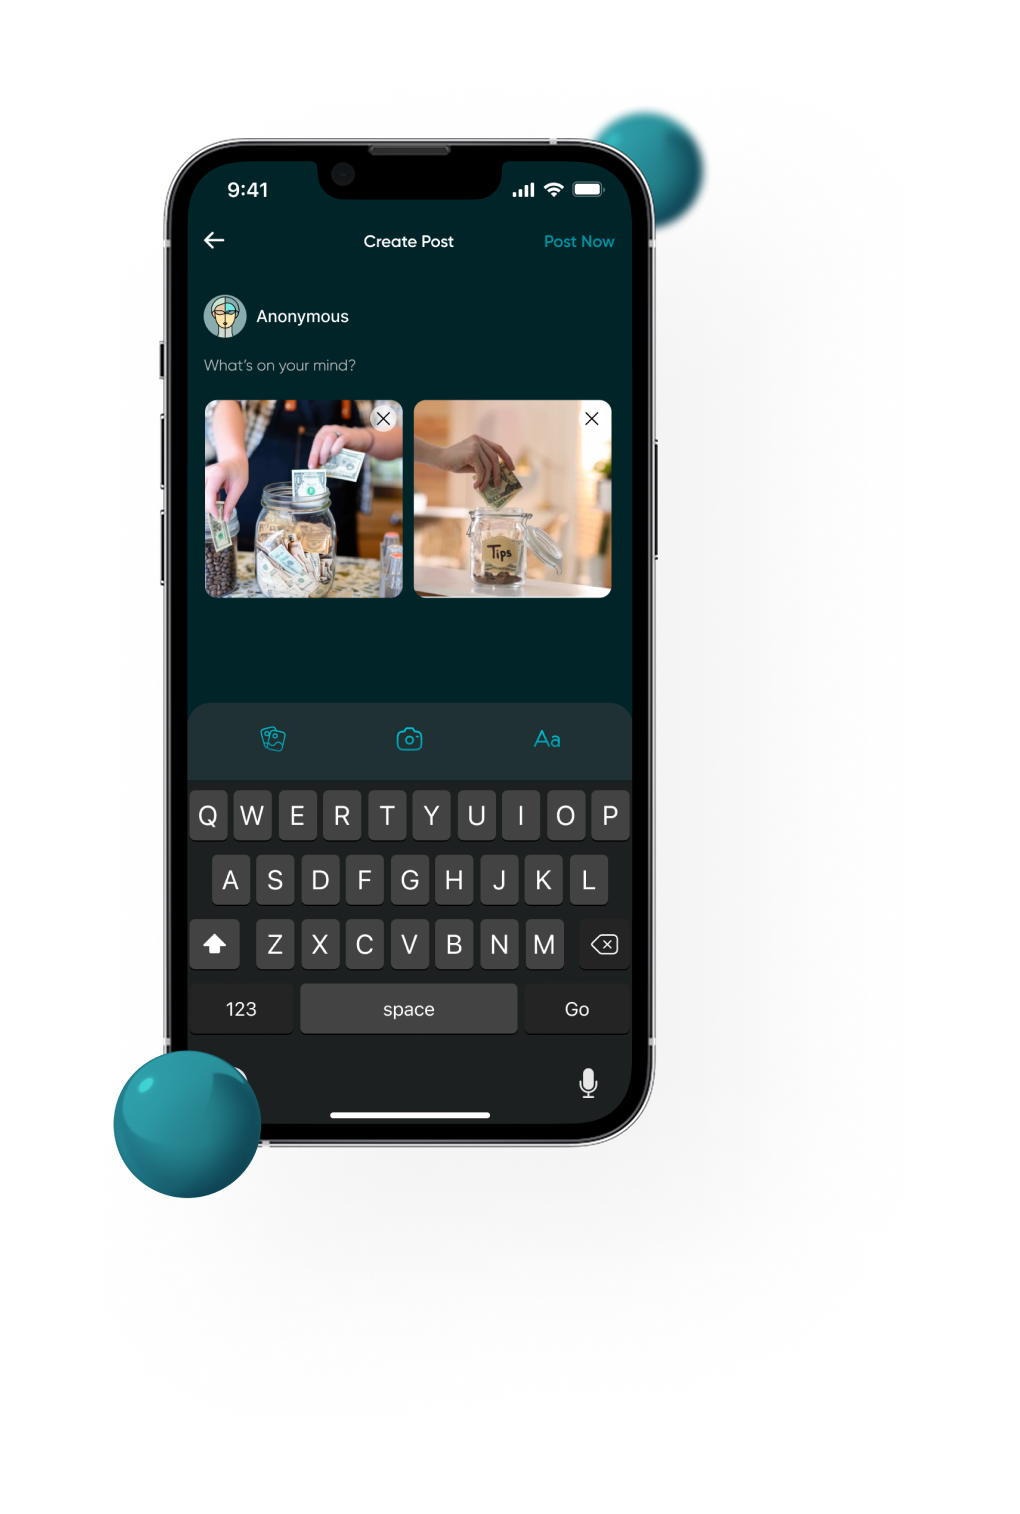 9:41
Create Post
Post Now
Anonymous
What's on your mind?
Tips
Aa
Q W E R T Y U I O P
A S D F G H J K L
Z X C V B N M
123 space Go